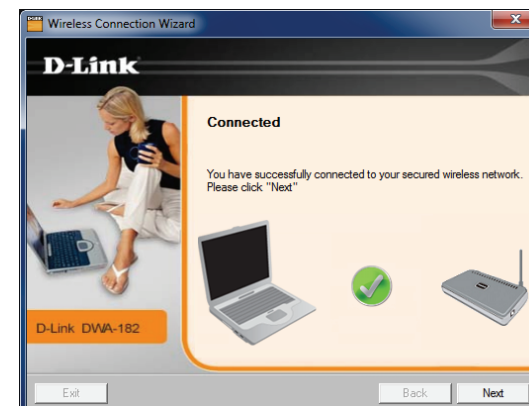 Wireless Connection Wizard
D-Link
Connected
You have successfully connected to your secured wireless network.
Please click "Next"
D-Link DWA-182
Exit
Back
Next